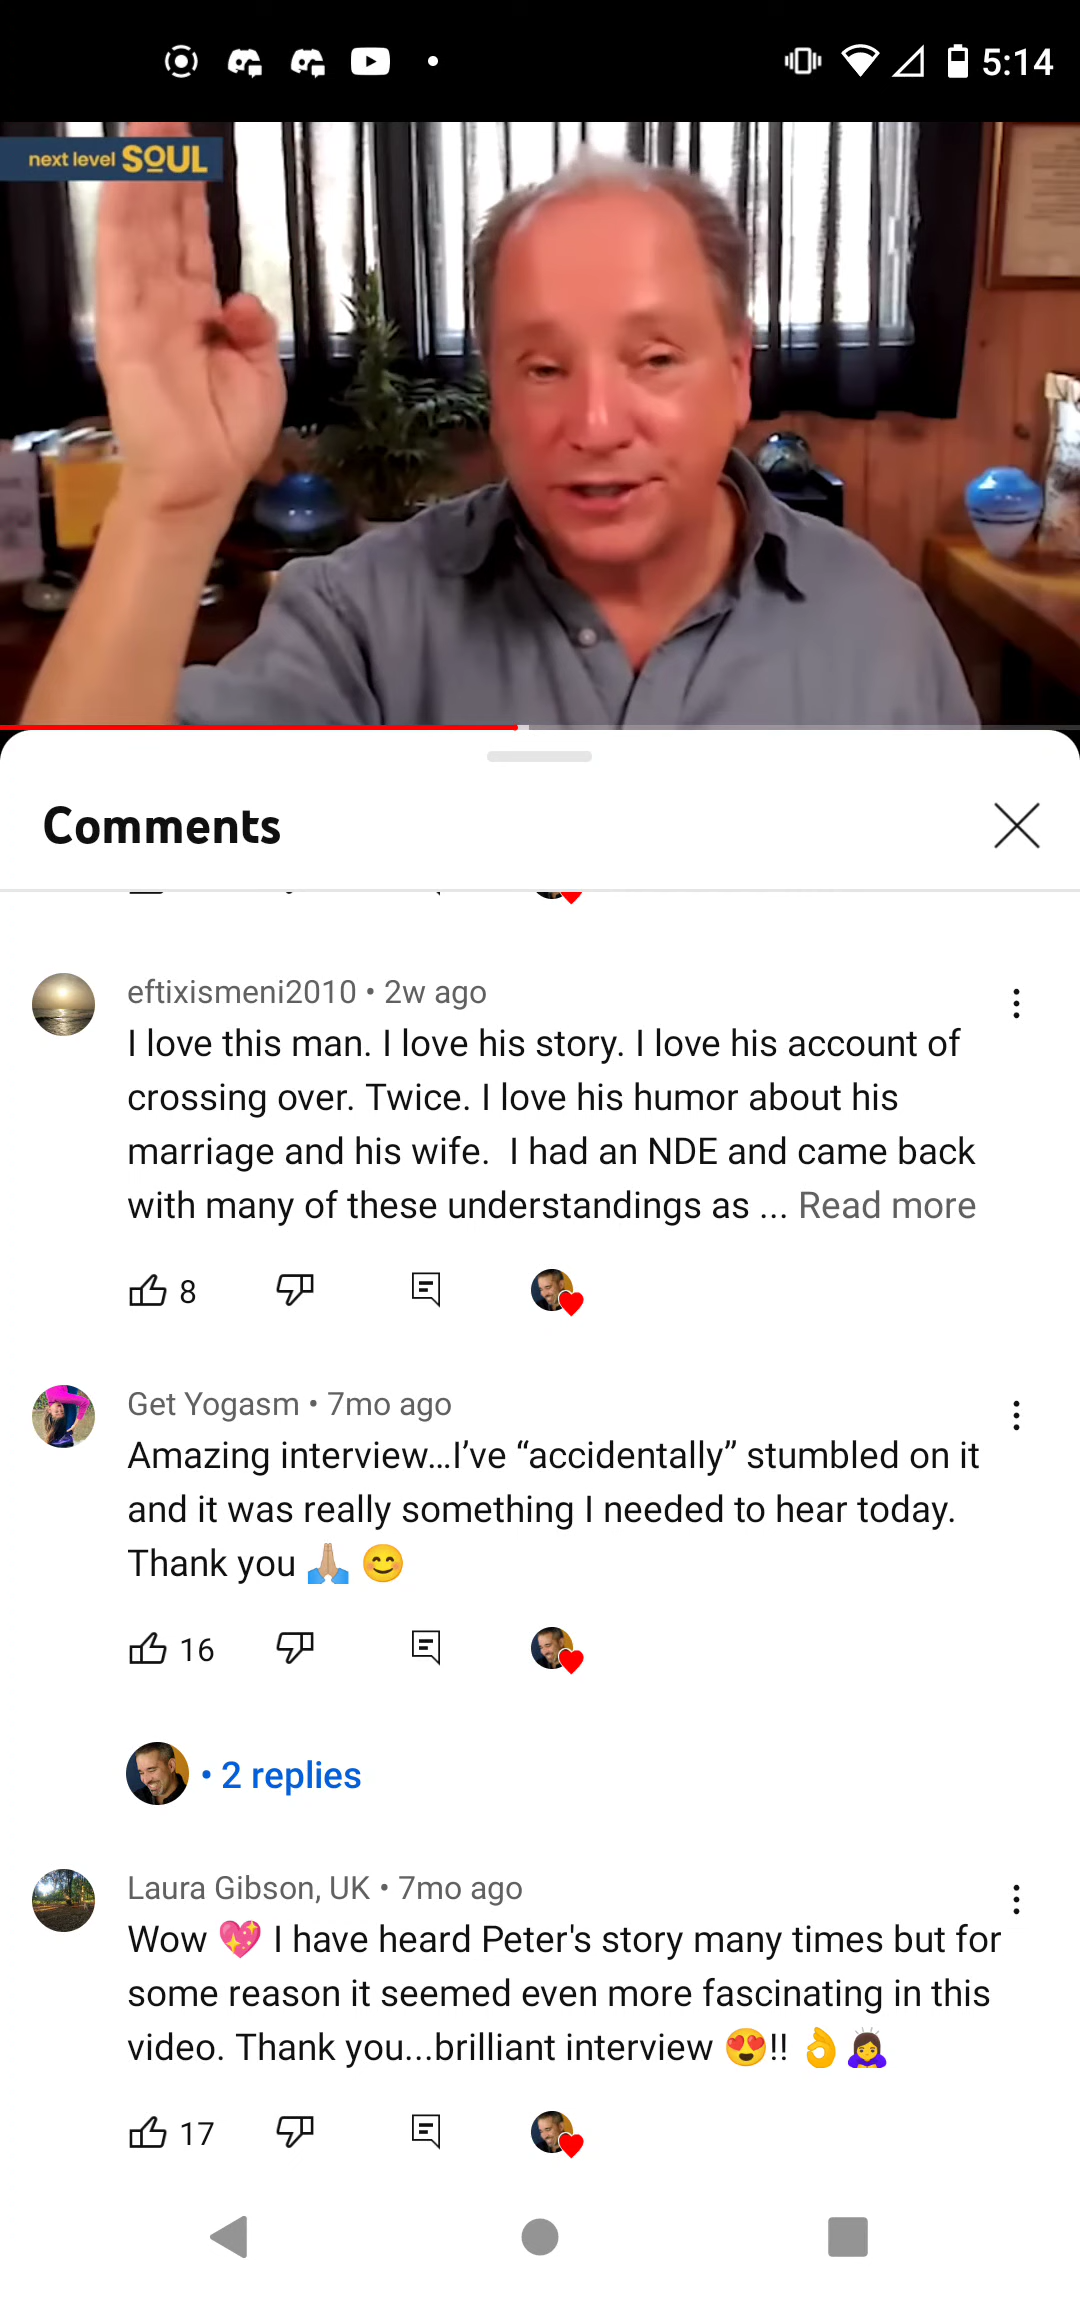 5:14
next level SOUL
Comments
eftixismeni2010 • 2w ago
I love this man. I love his story. I love his account of
crossing over. Twice. I love his humor about his
marriage and his wife.  I had an NDE and came back
with many of these understandings as ... Read more
8
Get Yogasm • 7mo ago
Amazing interview...I’ve “accidentally” stumbled on it
and it was really something I needed to hear today.
Thank you 🙏🏼 😊
16
• 2 replies
Laura Gibson, UK • 7mo ago
Wow 💖 I have heard Peter's story many times but for
some reason it seemed even more fascinating in this
video. Thank you...brilliant interview 😍!! 👌 🙇‍♀️
17